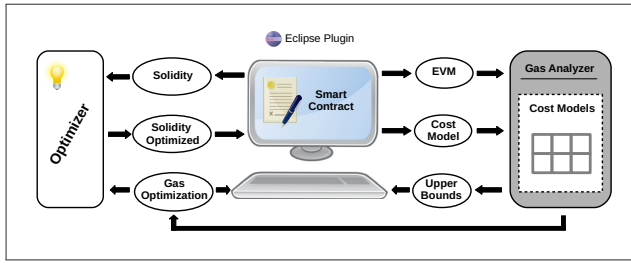 Eclipse Plugin
Solidity
EVM
Gas Analyzer
Smart
Contract
Cost Models
Optimizer
Solidity
Optimized
Cost
Model
Gas
Optimization
Upper
Bounds